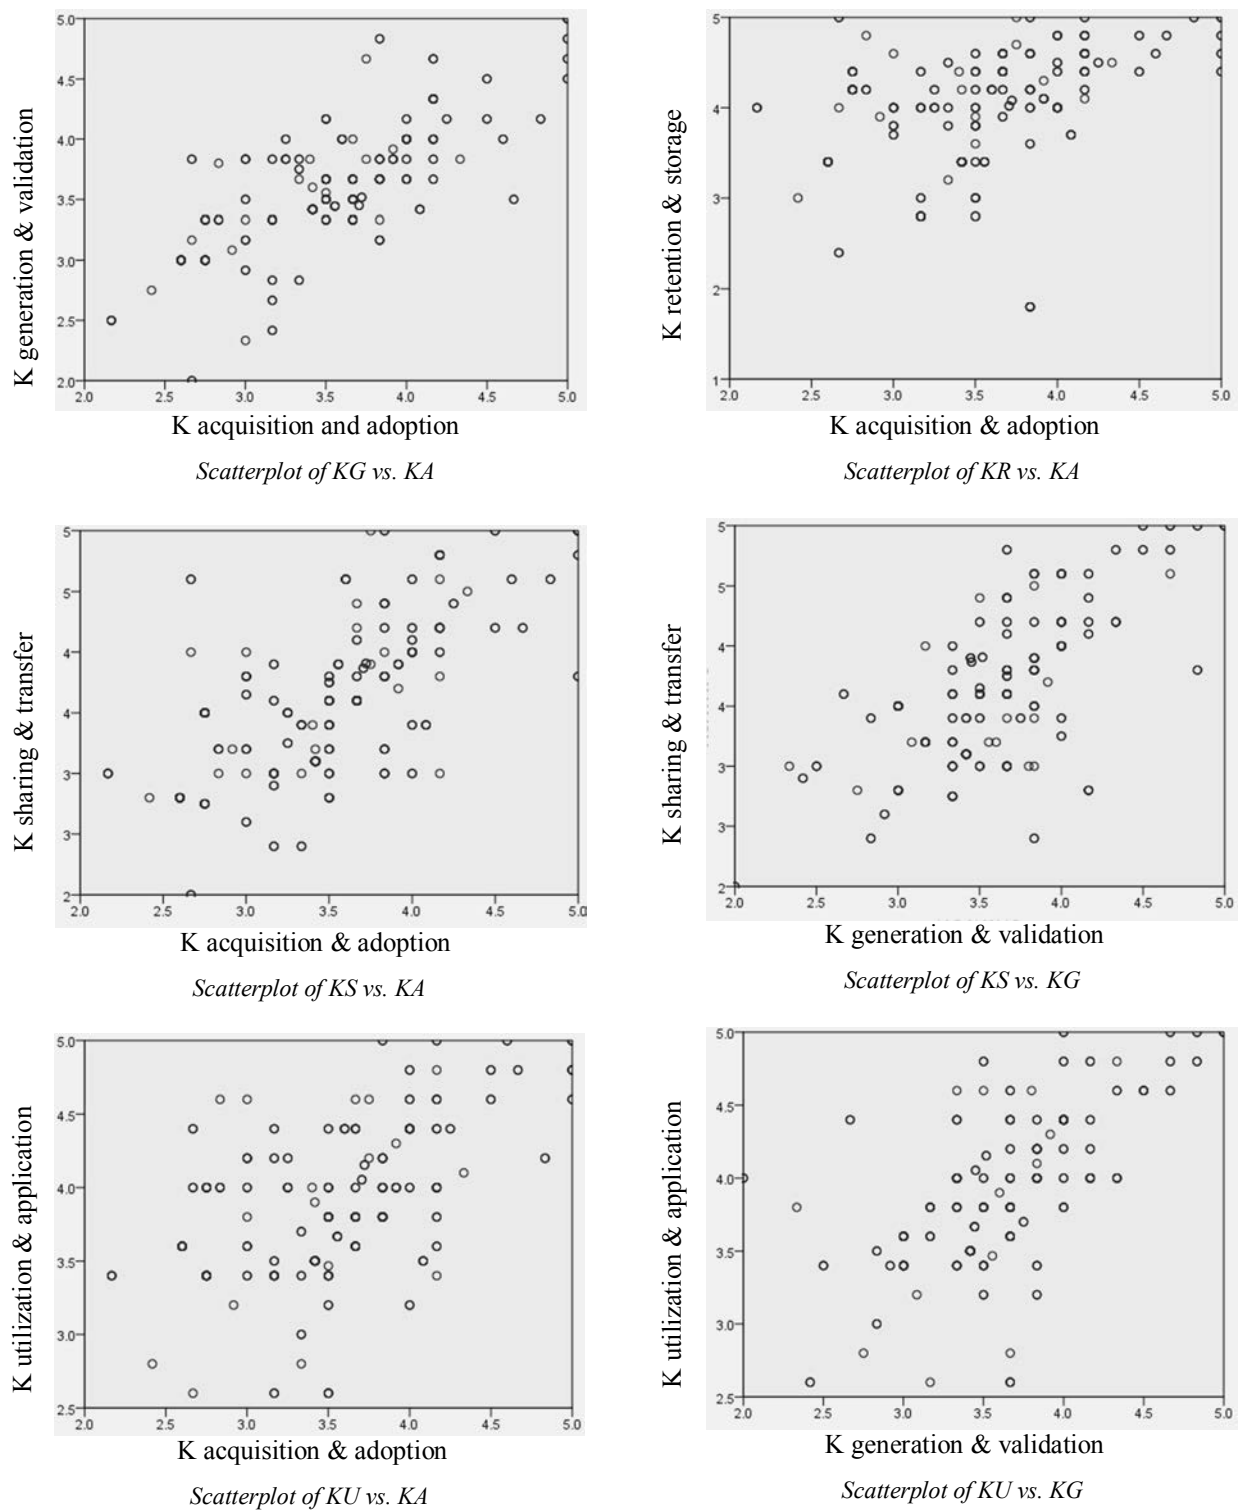 5.0
4.5
4.0
3.5
3.0
2.5
2.0
2.0 2.5 3.0 3.5 4.0 4.5 5.0
K generation & validation
K acquisition and adoption
Scatterplot of KG vs. KA
5
4
3
2
1
2.0 2.5 3.0 3.5 4.0 4.5 5.0
K retention & storage
K acquisition & adoption
Scatterplot of KR vs. KA
5
5
4
4
3
3
2
2.0 2.5 3.0 3.5 4.0 4.5 5.0
K sharing & transfer
K acquisition & adoption
Scatterplot of KS vs. KA
5
5
4
4
3
3
2
2.0 2.5 3.0 3.5 4.0 4.5 5.0
K sharing & transfer
K generation & validation
Scatterplot of KS vs. KG
5.0
4.5
4.0
3.5
3.0
2.5
2.0 2.5 3.0 3.5 4.0 4.5 5.0
K utilization & application
K acquisition & adoption
Scatterplot of KU vs. KA
5.0
4.5
4.0
3.5
3.0
2.5
2.0 2.5 3.0 3.5 4.0 4.5 5.0
K utilization & application
K generation & validation
Scatterplot of KU vs. KG